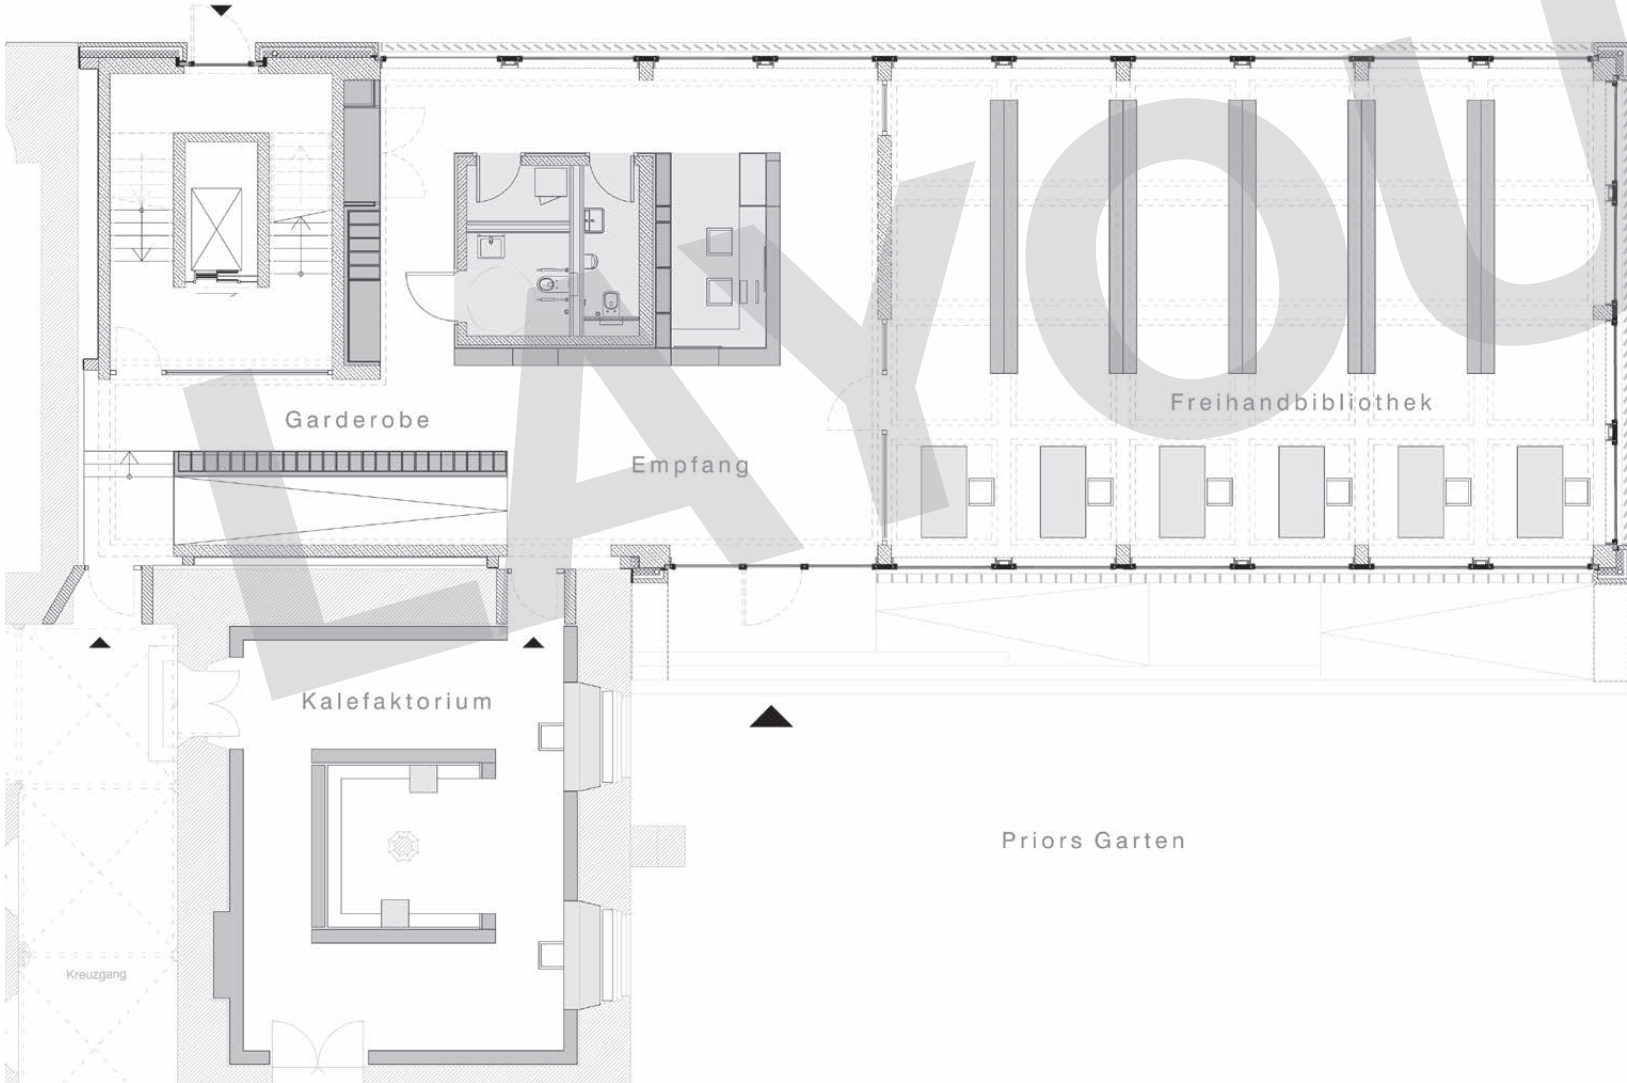 Garderobe
Freihandbibliothek
Empfang
Kalefaktorium
Priors Garten
Kreuzgang
LAYOU